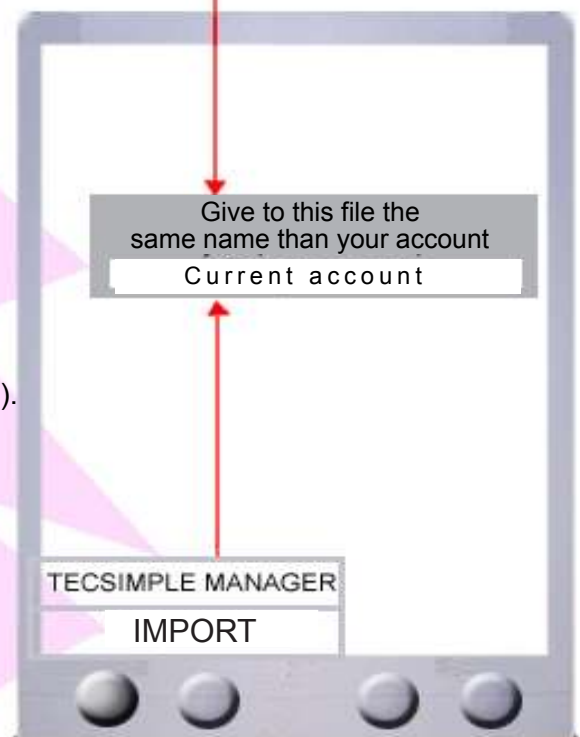 Give to this file the
same name than your account
Current account
).
TECSIMPLE MANAGER
IMPORT